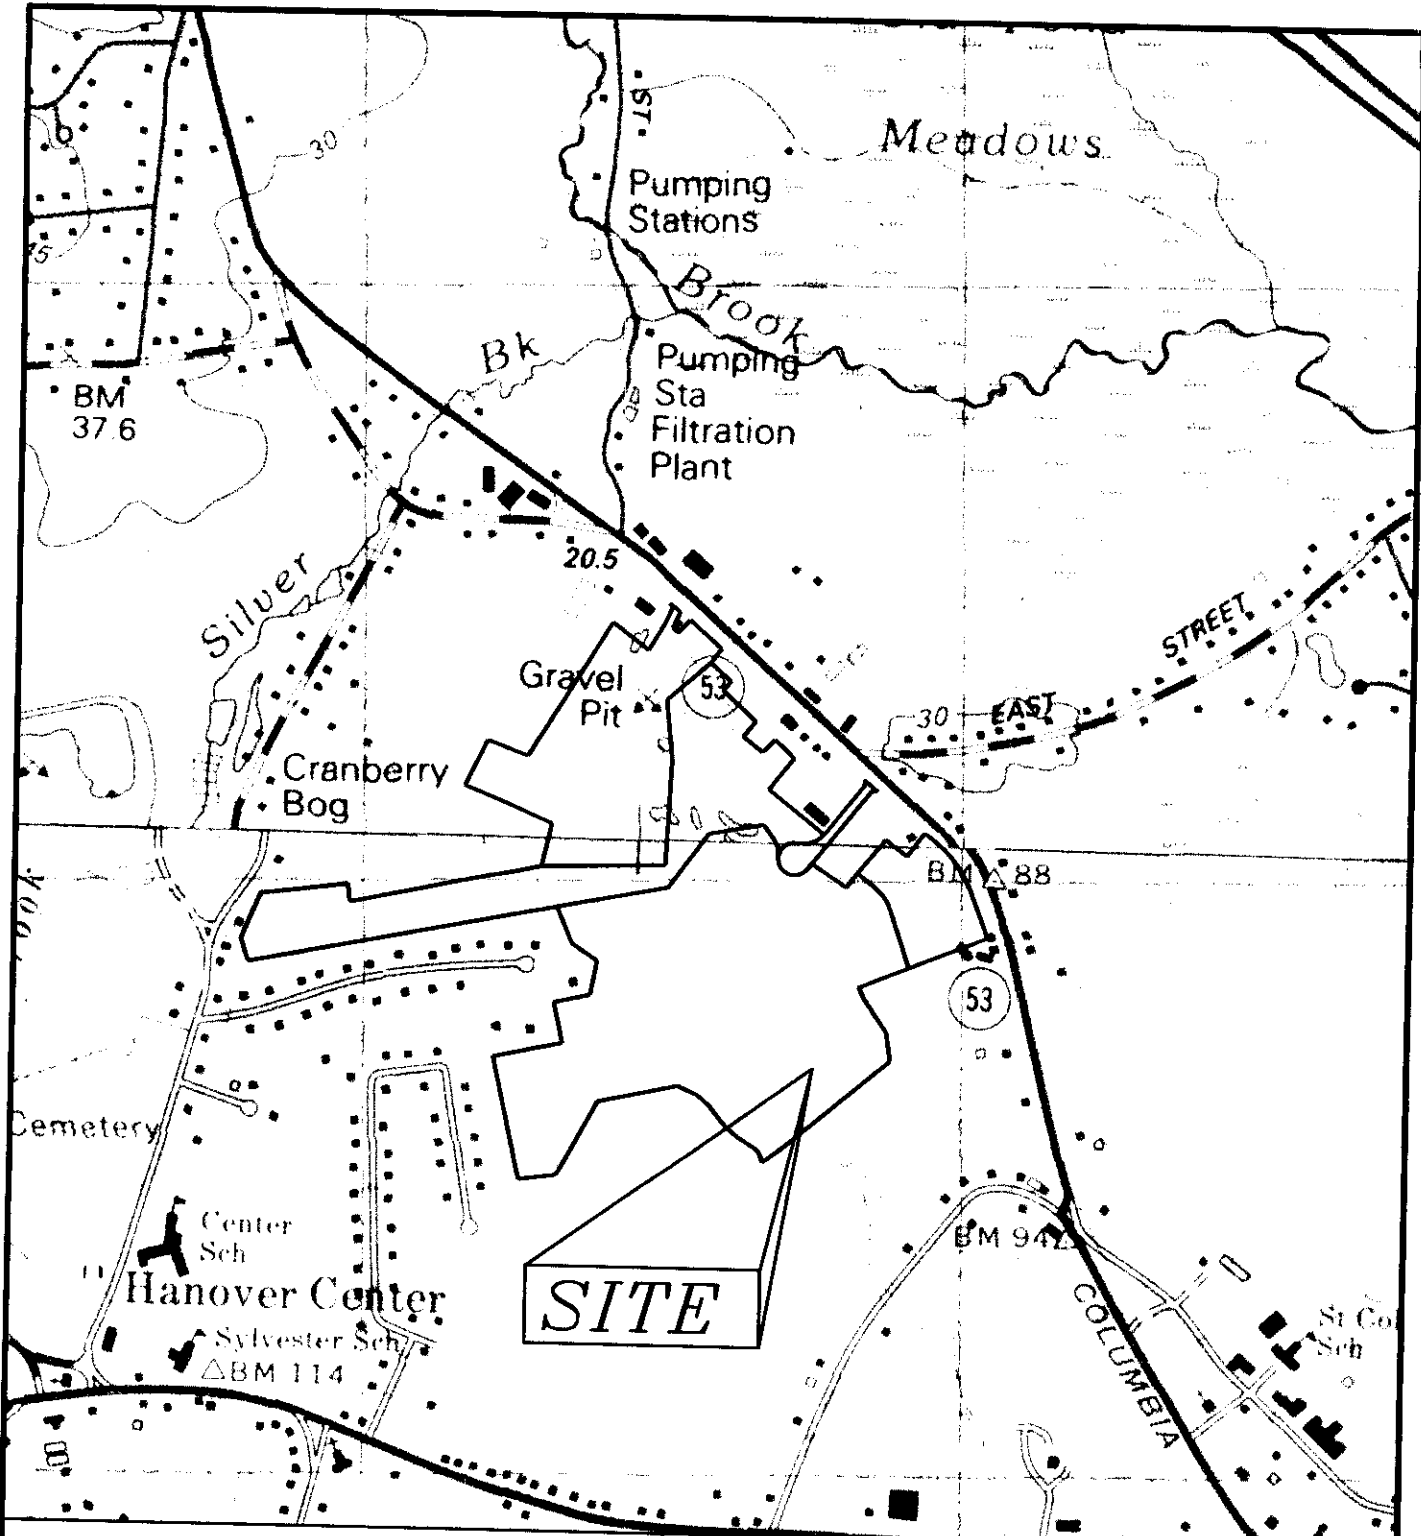 ST
30
Meadows
Pumping
Stations
Brook
Bk
BM
37.6
Pumping
Sta
Filtration
Plant
20.5
Silver
STREET
Gravel
Pit
53
30
EAST
Cranberry
Bog
BM 88
53
Cemetery
Center
Sch
BM 94
Hanover Center
SITE
COLUMBIA
St Col
Sch
Sylvester Sch
BM 114